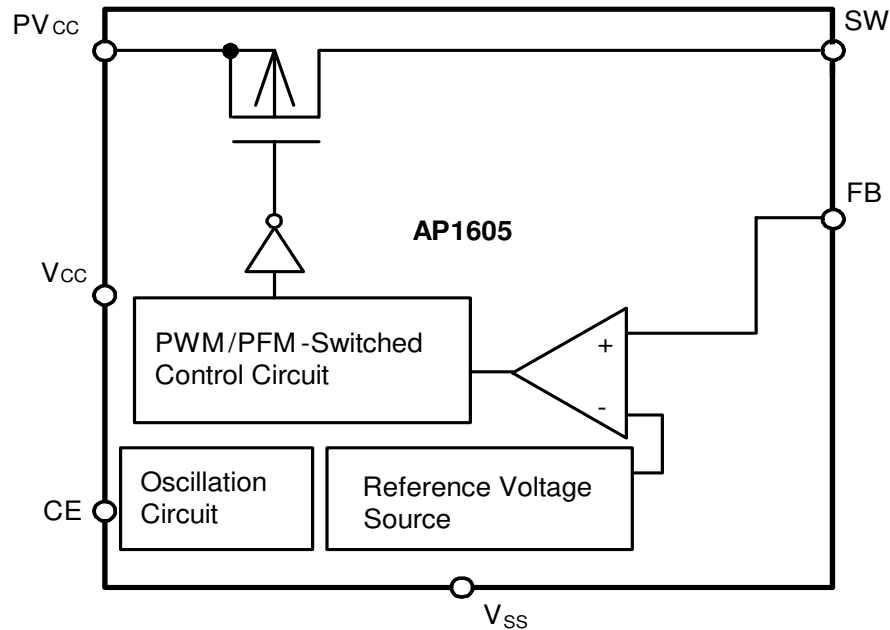 PVCC
SW
FB
AP1605
VCC
PWM/PFM-Switched
Control Circuit
+
-
Oscillation
Circuit
Reference Voltage
Source
CE
VSS